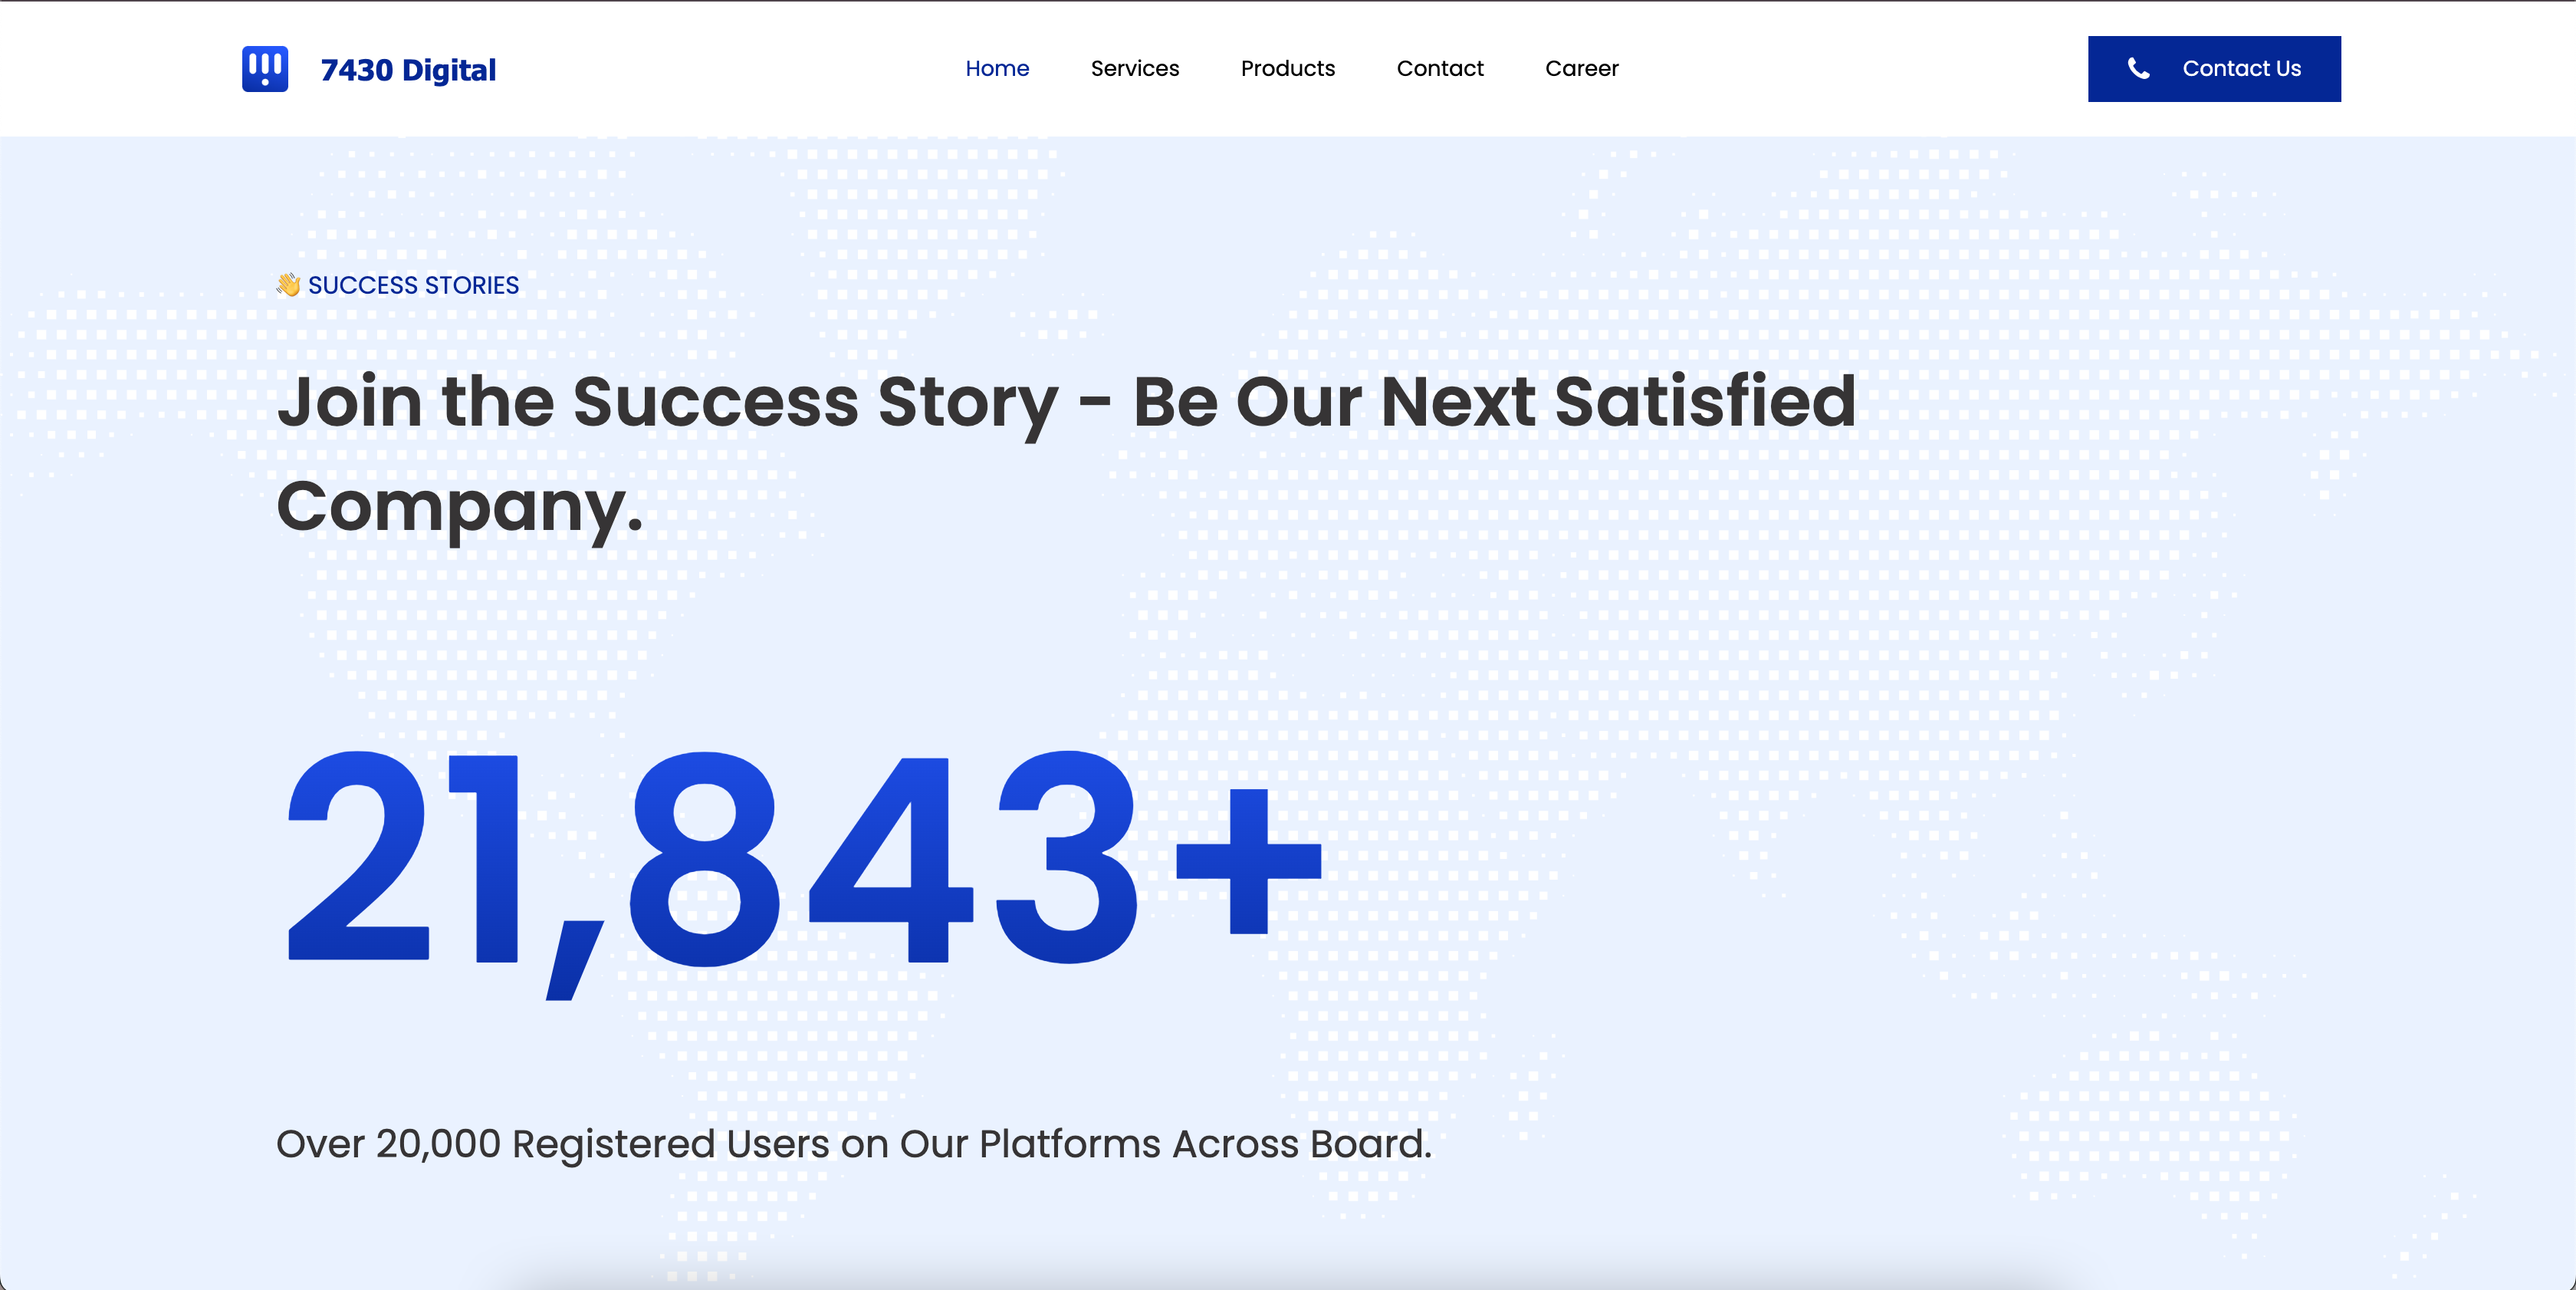 7430 Digital
Home
Services
Products
Contact
Career
Contact Us
👋 SUCCESS STORIES
Join the Success Story - Be Our Next Satisfied
Company.
21,843+
Over 20,000 Registered Users on Our Platforms Across Board.